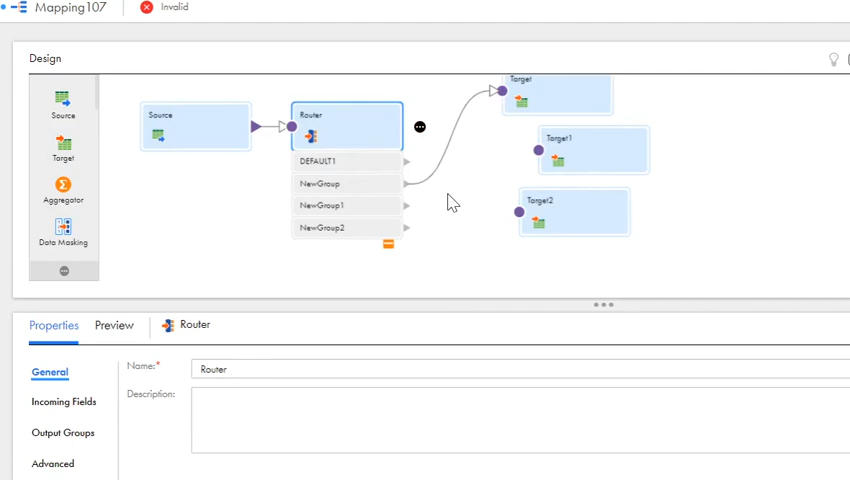 Mapping107
Invalid
Design
Source
Target
Aggregator
Data Masking
Source
Router
DEFAULT1
NewGroup
NewGroup1
NewGroup2
Target
Target1
Target2
Properties
Preview
Router
General
Incoming Fields
Output Groups
Advanced
Name:*
Router
Description: